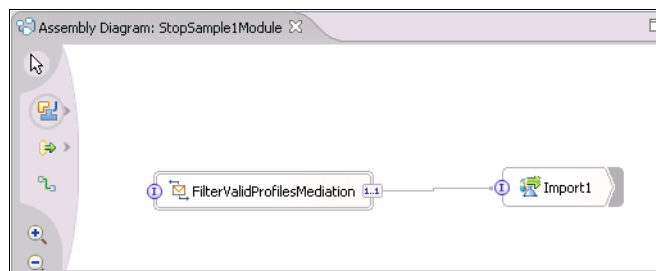 Assembly Diagram: StopSample1Module
I FilterValidProfilesMediation 1..1
I Import1